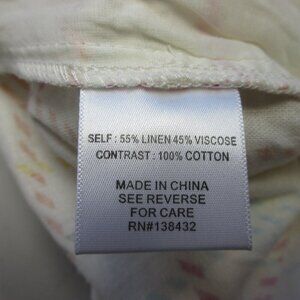 SELF : 55% LINEN 45% VISCOSE
CONTRAST : 100% COTTON
MADE IN CHINA
SEE REVERSE
FOR CARE
RN#138432